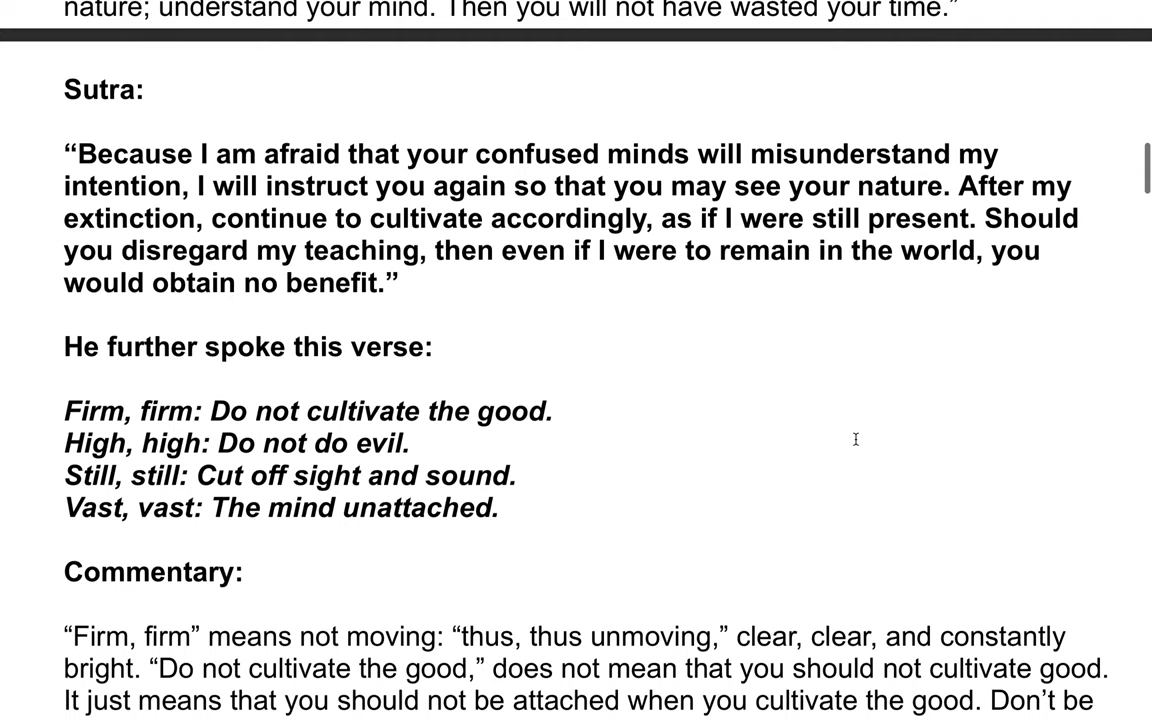 nature; understand your mind. Then you will not have wasted your time.”
Sutra:
“Because I am afraid that your confused minds will misunderstand my
intention, I will instruct you again so that you may see your nature. After my
extinction, continue to cultivate accordingly, as if I were still present. Should
you disregard my teaching, then even if I were to remain in the world, you
would obtain no benefit.”
He further spoke this verse:
Firm, firm: Do not cultivate the good.
High, high: Do not do evil.
Still, still: Cut off sight and sound.
Vast, vast: The mind unattached.
Commentary:
“Firm, firm” means not moving: “thus, thus unmoving,” clear, clear, and constantly
bright. “Do not cultivate the good,” does not mean that you should not cultivate good.
It just means that you should not be attached when you cultivate the good. Don’t be